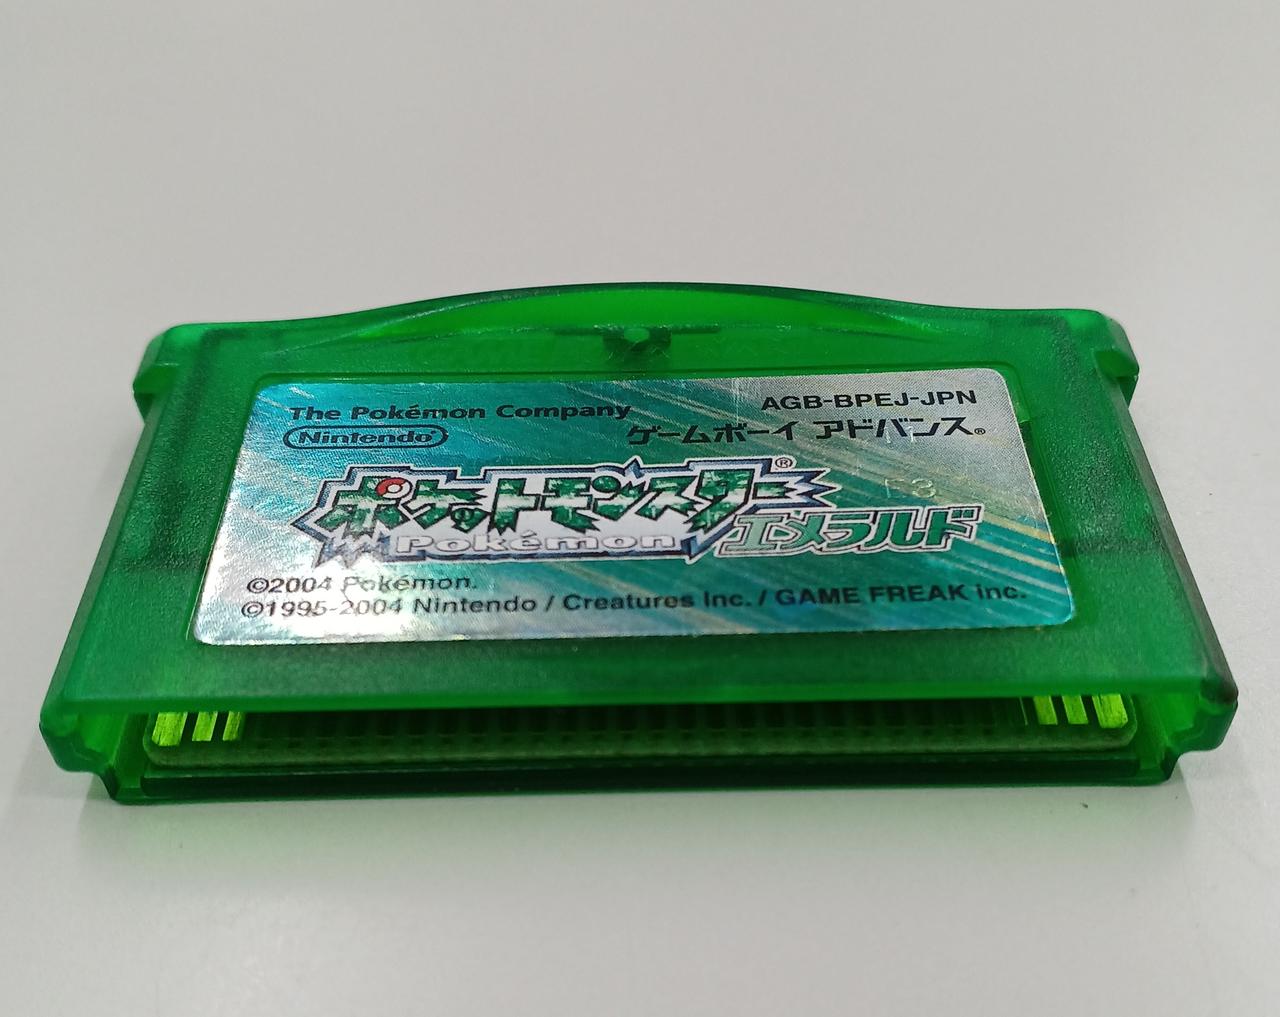 The Pokémon Company
AGB-BPEJ-JPN
Nintendo
ゲームボーイ アドバンス®
ポケットモンスター®
Pokémon
エメラルド
©2004 Pokémon.
©1995-2004 Nintendo / Creatures Inc. / GAME FREAK inc.